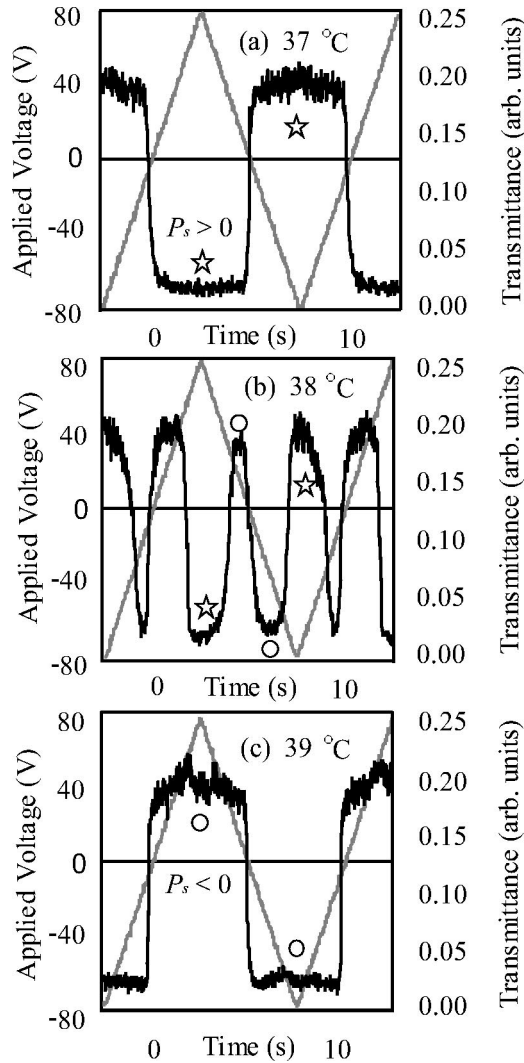 80
40
0
-40
-80
Applied Voltage (V)
(a) 37 °C
Pₛ > 0
0.25
0.20
0.15
0.10
0.05
0.00
Transmittance (arb. units)
0 Time (s) 10
80
40
0
-40
-80
Applied Voltage (V)
(b) 38 °C
0.25
0.20
0.15
0.10
0.05
0.00
Transmittance (arb. units)
0 Time (s) 10
80
40
0
-40
-80
Applied Voltage (V)
(c) 39 °C
Pₛ < 0
0.25
0.20
0.15
0.10
0.05
0.00
Transmittance (arb. units)
0 Time (s) 10